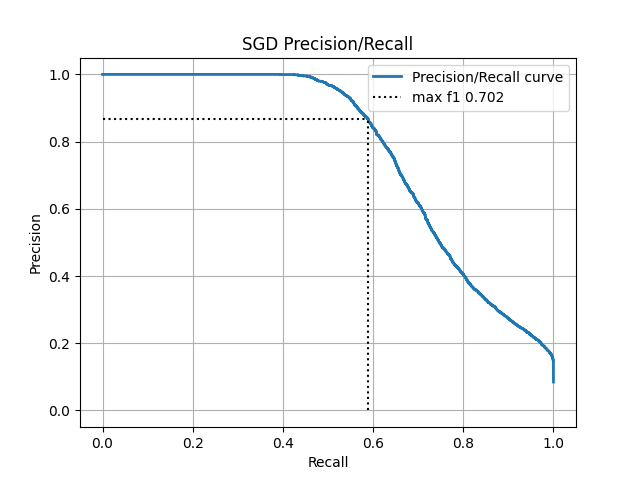 SGD Precision/Recall
Precision/Recall curve
max f1 0.702
1.0
0.8
0.6
0.4
0.2
0.0
Precision
0.0 0.2 0.4 0.6 0.8 1.0
Recall